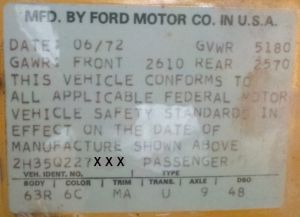 MFD. BY FORD MOTOR CO. IN U.S.A.
DATE: 06/72 GVWR 5180
GAWR: FRONT 2610 REAR 2570
THIS VEHICLE CONFORMS TO
ALL APPLICABLE FEDERAL MOTOR
VEHICLE SAFETY STANDARDS IN
EFFECT ON THE DATE OF
MANUFACTURE SHOWN ABOVE
2H35Q227XXX PASSENGER
VEH. IDENT. NO. TYPE
BODY COLOR TRIM TRANS. AXLE DSO
63R 6C MA U 9 48